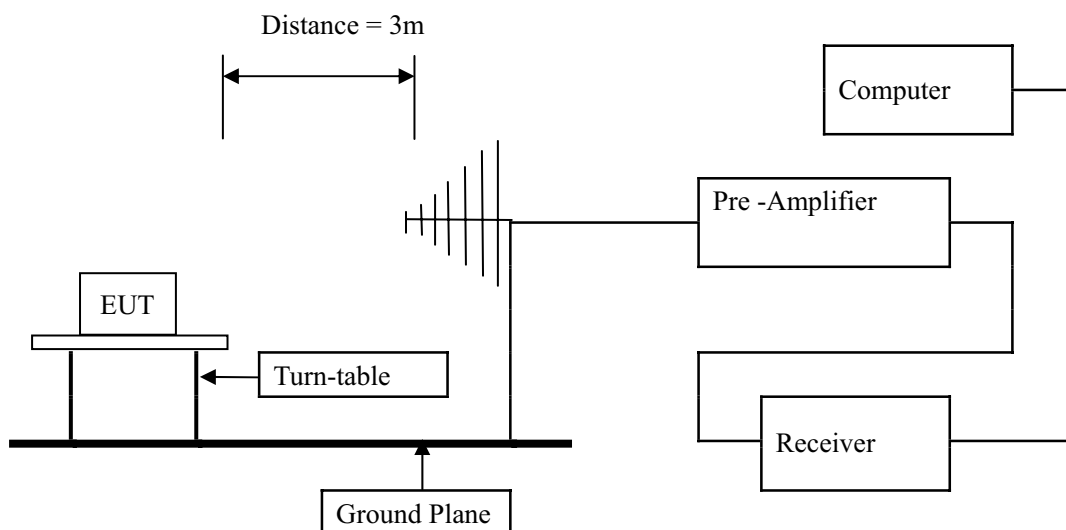 Distance = 3m
Computer
Pre -Amplifier
EUT
Turn-table
Receiver
Ground Plane